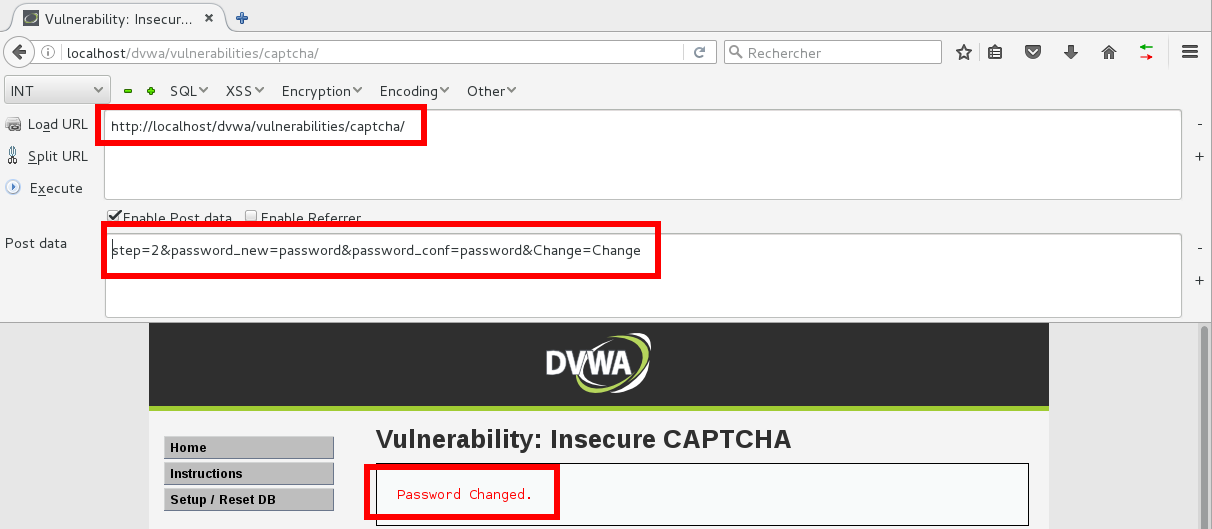 Vulnerability: Insecure...
localhost/dvwa/vulnerabilities/captcha/
Rechercher
INT
SQL
XSS
Encryption
Encoding
Other
Load URL
http://localhost/dvwa/vulnerabilities/captcha/
Split URL
Execute
Enable Post data
Enable Referrer
Post data
step=2&password_new=password&password_conf=password&Change=Change
DVWA
Home
Vulnerability: Insecure CAPTCHA
Instructions
Setup / Reset DB
Password Changed.